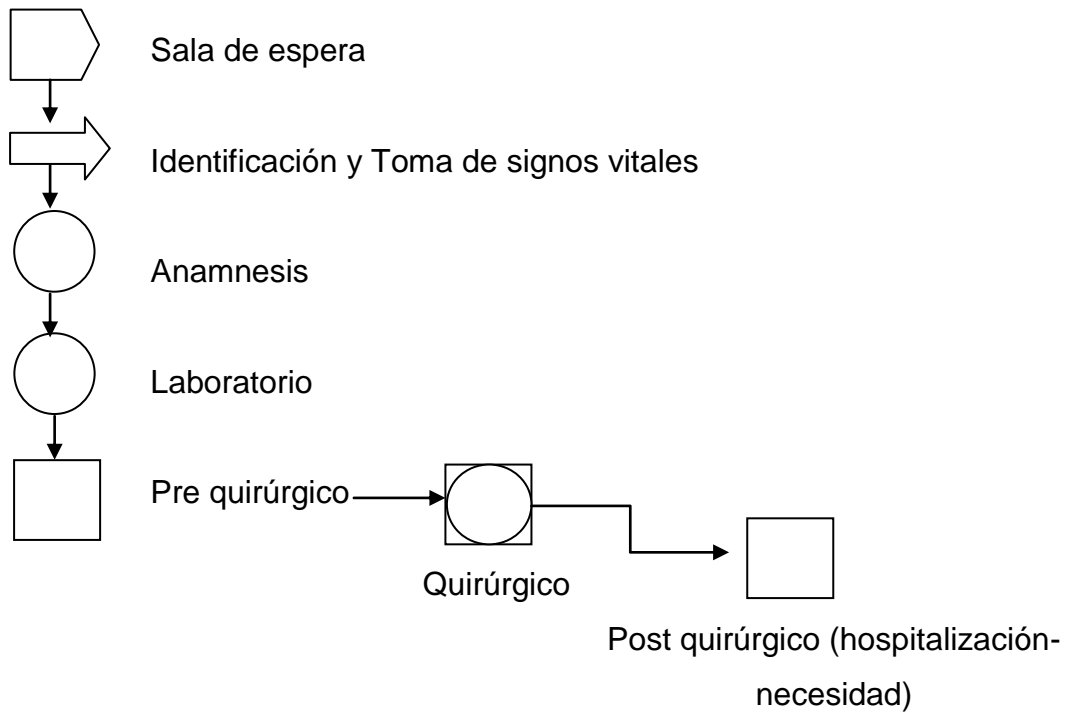 Sala de espera
Identificación y Toma de signos vitales
Anamnesis
Laboratorio
Pre quirúrgico
Quirúrgico
Post quirúrgico (hospitalización-
necesidad)